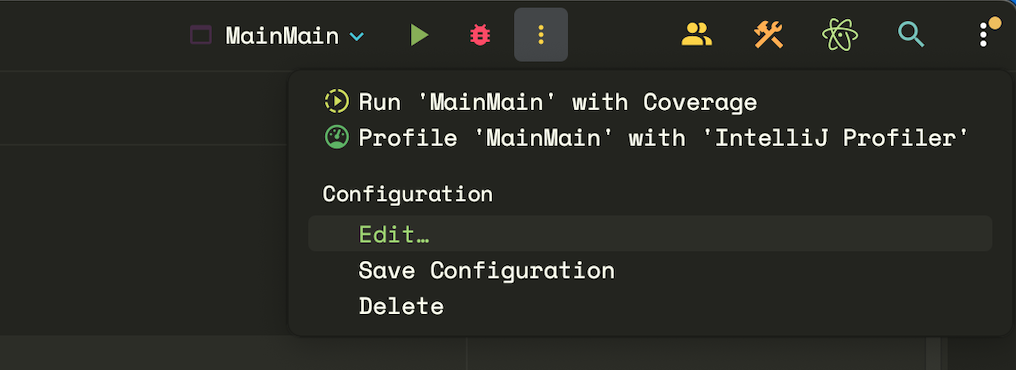 MainMain
Run 'MainMain' with Coverage
Profile 'MainMain' with 'IntelliJ Profiler'
Configuration
Edit…
Save Configuration
Delete